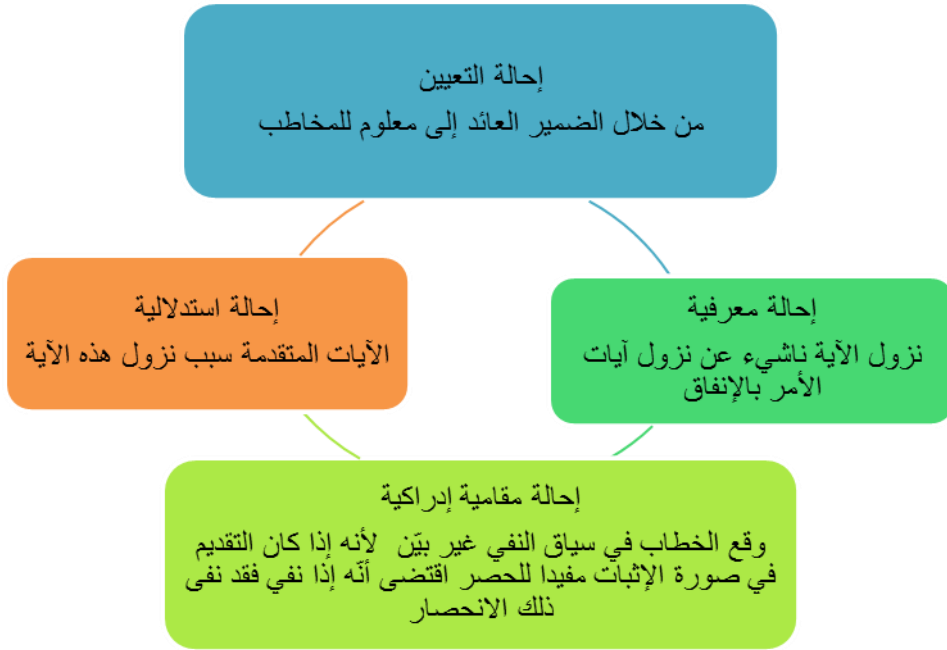 إحالة التعيين
من خلال الضمير العائد إلى معلوم للمخاطب
إحالة معرفية
نزول الآية ناشيء عن نزول آيات
الأمر بالإنفاق
إحالة استدلالية
الآيات المتقدمة سبب نزول هذه الآية
إحالة مقامية إدراكية
وقع الخطاب في سياق النفي غير بيّن لأنه إذا كان التقديم
في صورة الإثبات مفيدا للحصر اقتضى أنّه إذا نفي فقد نفى
ذلك الانحصار